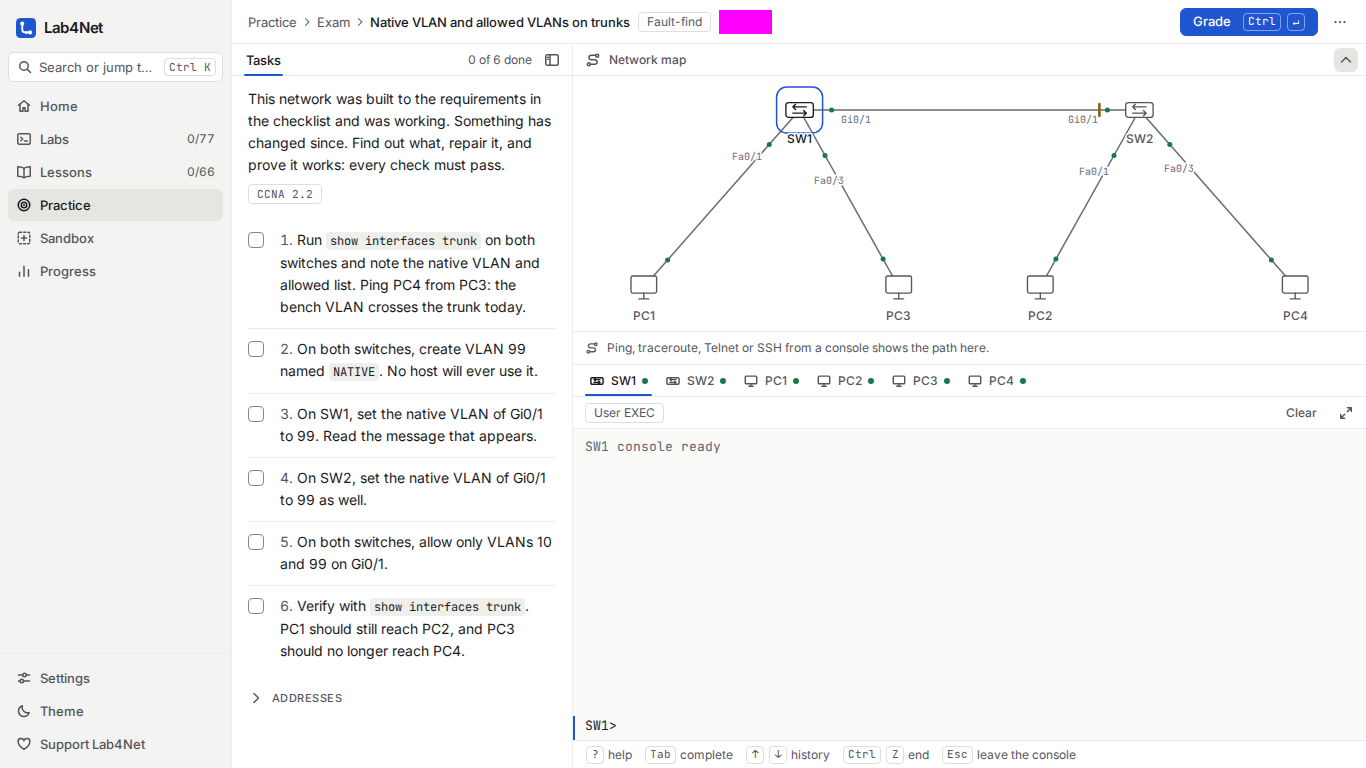 Lab4Net
Search or jump t... Ctrl K
Home
Labs 0/77
Lessons 0/66
Practice
Sandbox
Progress
Settings
Theme
Support Lab4Net
Practice > Exam > Native VLAN and allowed VLANs on trunks Fault-find
Grade Ctrl ↵
Tasks 0 of 6 done
This network was built to the requirements in
the checklist and was working. Something has
changed since. Find out what, repair it, and
prove it works: every check must pass.
CCNA 2.2
1. Run show interfaces trunk on both
switches and note the native VLAN and
allowed list. Ping PC4 from PC3: the
bench VLAN crosses the trunk today.
2. On both switches, create VLAN 99
named NATIVE. No host will ever use it.
3. On SW1, set the native VLAN of Gi0/1
to 99. Read the message that appears.
4. On SW2, set the native VLAN of Gi0/1
to 99 as well.
5. On both switches, allow only VLANs 10
and 99 on Gi0/1.
6. Verify with show interfaces trunk.
PC1 should still reach PC2, and PC3
should no longer reach PC4.
ADDRESSES
Network map
Gi0/1 Gi0/1
SW1 SW2
Fa0/1 Fa0/3 Fa0/1 Fa0/3
PC1 PC3 PC2 PC4
Ping, traceroute, Telnet or SSH from a console shows the path here.
SW1 SW2 PC1 PC2 PC3 PC4
User EXEC Clear
SW1 console ready
SW1>
? help Tab complete ↑ ↓ history Ctrl Z end Esc leave the console